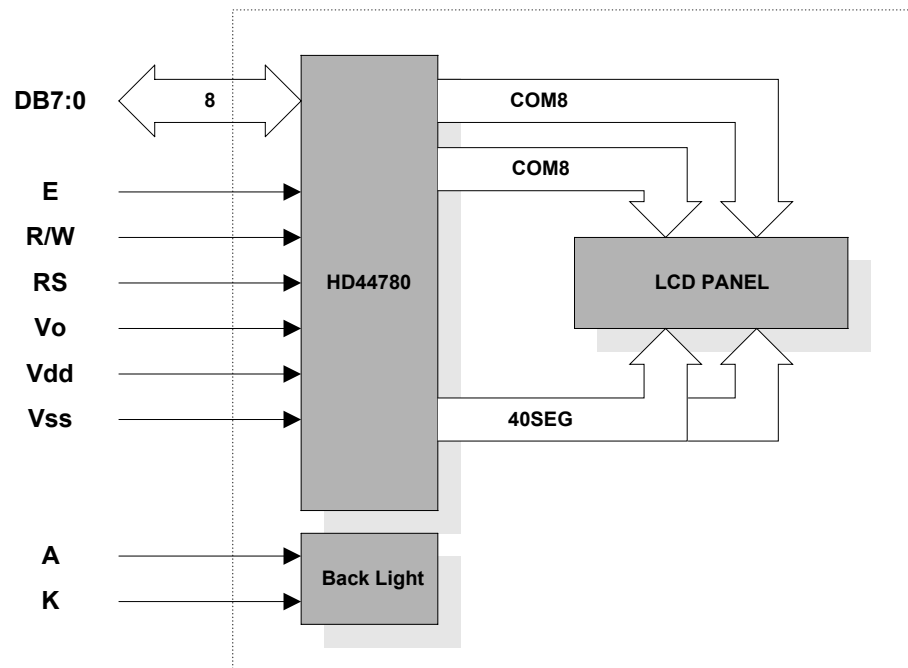 DB7:0
8
COM8
COM8
E
R/W
RS
HD44780
LCD PANEL
Vo
Vdd
Vss
40SEG
A
Back Light
K